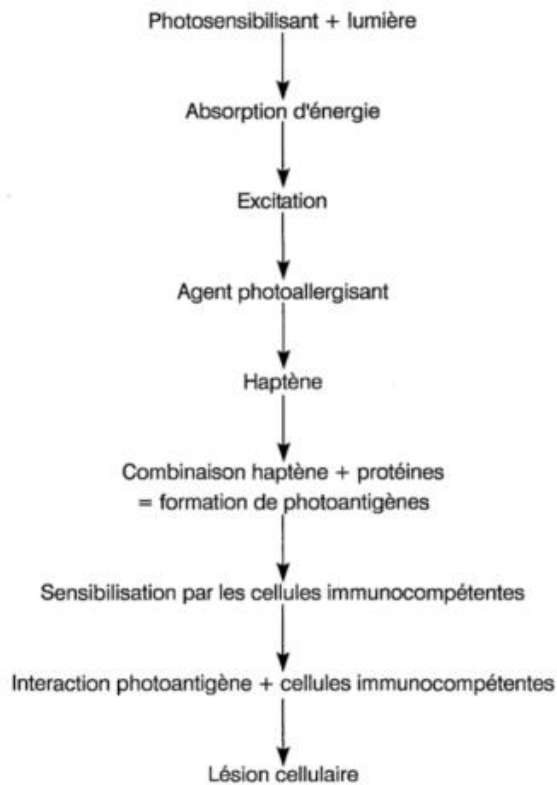 Photosensibilisant + lumière
Absorption d'énergie
Excitation
Agent photoallergisant
Haptène
Combinaison haptène + protéines
= formation de photoantigènes
Sensibilisation par les cellules immunocompétentes
Interaction photoantigène + cellules immunocompétentes
Lésion cellulaire